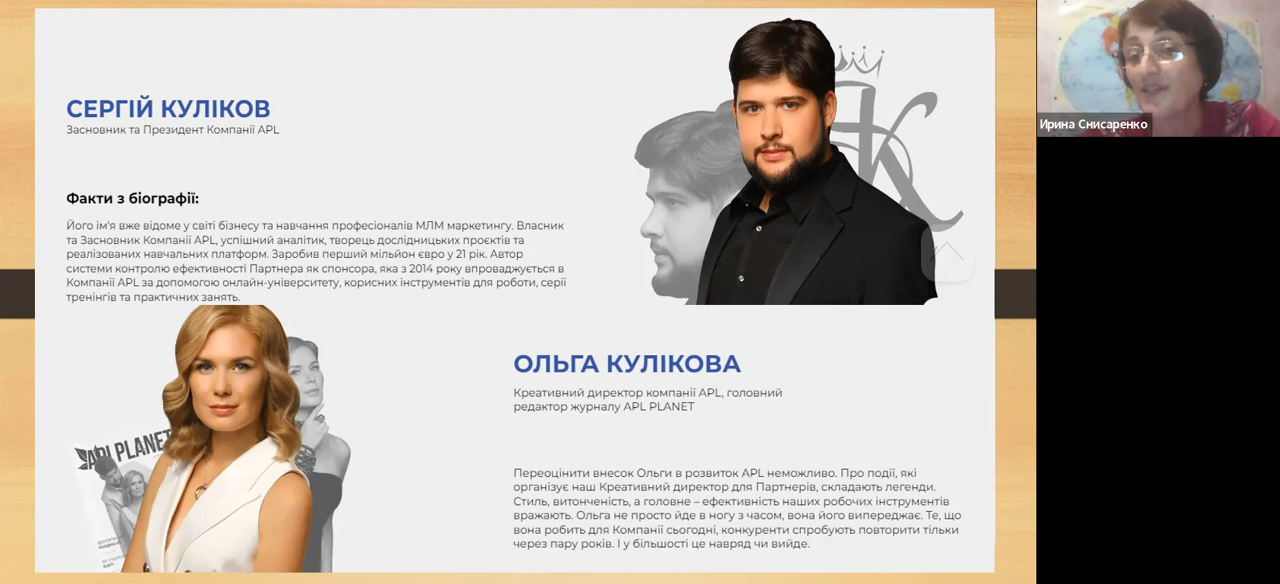 СЕРГІЙ КУЛІКОВ
Засновник та Президент Компанії APL
Факти з біографії:
Його ім'я вже відоме у світі бізнесу та навчання професіоналів МЛМ маркетингу. Власник
та Засновник Компанії APL, успішний аналітик, творець дослідницьких проєктів та
реалізованих навчальних платформ. Заробив перший мільйон євро у 21 рік. Автор
системи контролю ефективності Партнера як спонсора, яка з 2014 року впроваджується в
Компанії APL за допомогою онлайн-університету, корисних інструментів для роботи, серії
тренінгів та практичних занять.
Ирина Снисаренко
APL PLANET
ОЛЬГА КУЛІКОВА
Креативний директор компанії APL, головний
редактор журналу APL PLANET
Переоцінити внесок Ольги в розвиток APL неможливо. Про події, які
організує наш Креативний директор для Партнерів, складають легенди.
Стиль, витонченість, а головне – ефективність наших робочих інструментів
вражають. Ольга не просто йде в ногу з часом, вона його випереджає. Те, що
вона робить для Компанії сьогодні, конкуренти спробують повторити тільки
через пару років. І у більшості це навряд чи вийде.